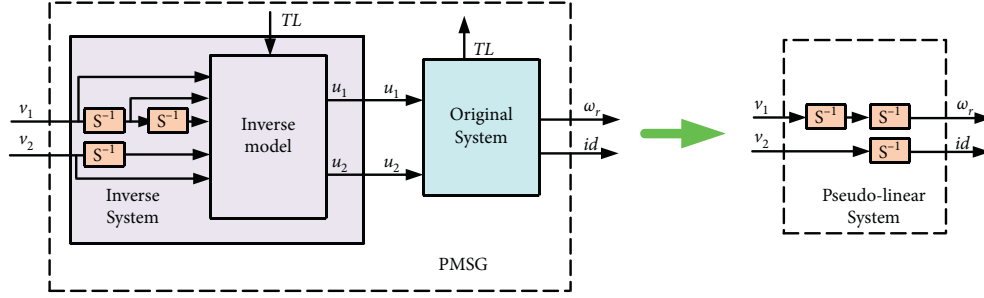 TL
TL
v1
S⁻¹
S⁻¹
v2
S⁻¹
Inverse
System
Inverse
model
u1
u1
u2
u2
Original
System
ωr
id
PMSG
v1
S⁻¹
S⁻¹
ωr
v2
S⁻¹
id
Pseudo-linear
System